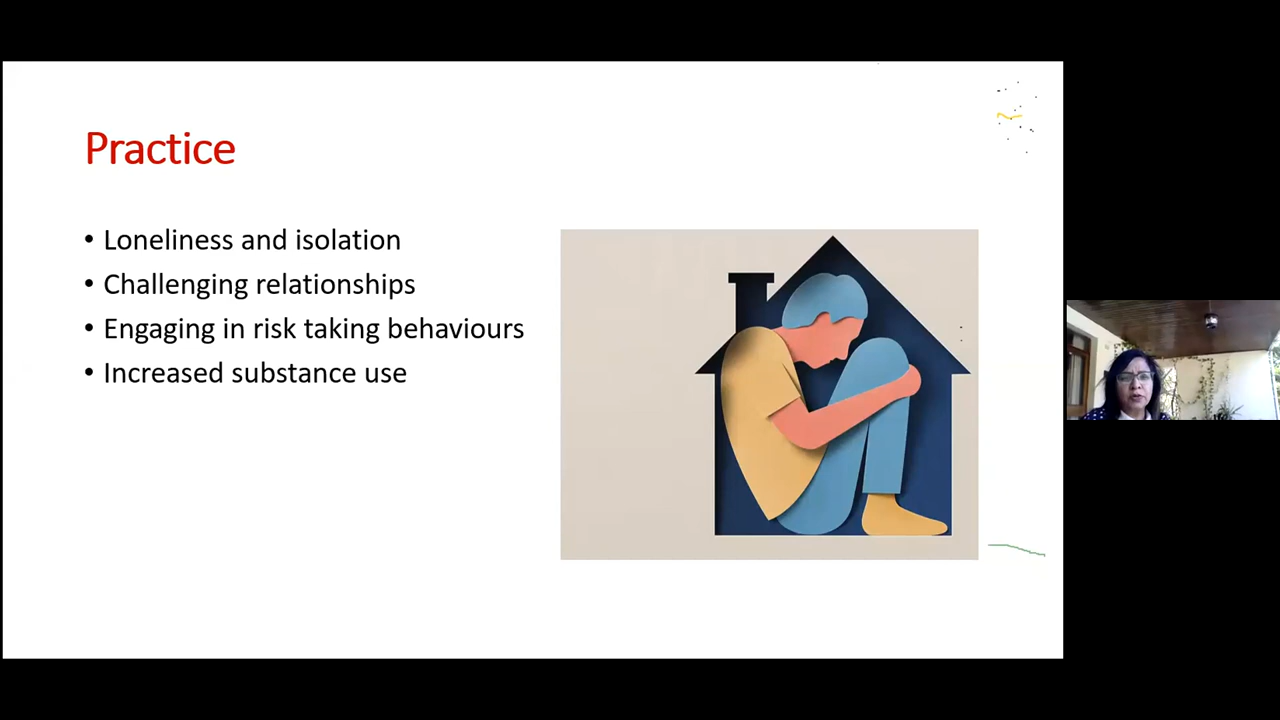 Practice
• Loneliness and isolation
• Challenging relationships
• Engaging in risk taking behaviours
• Increased substance use